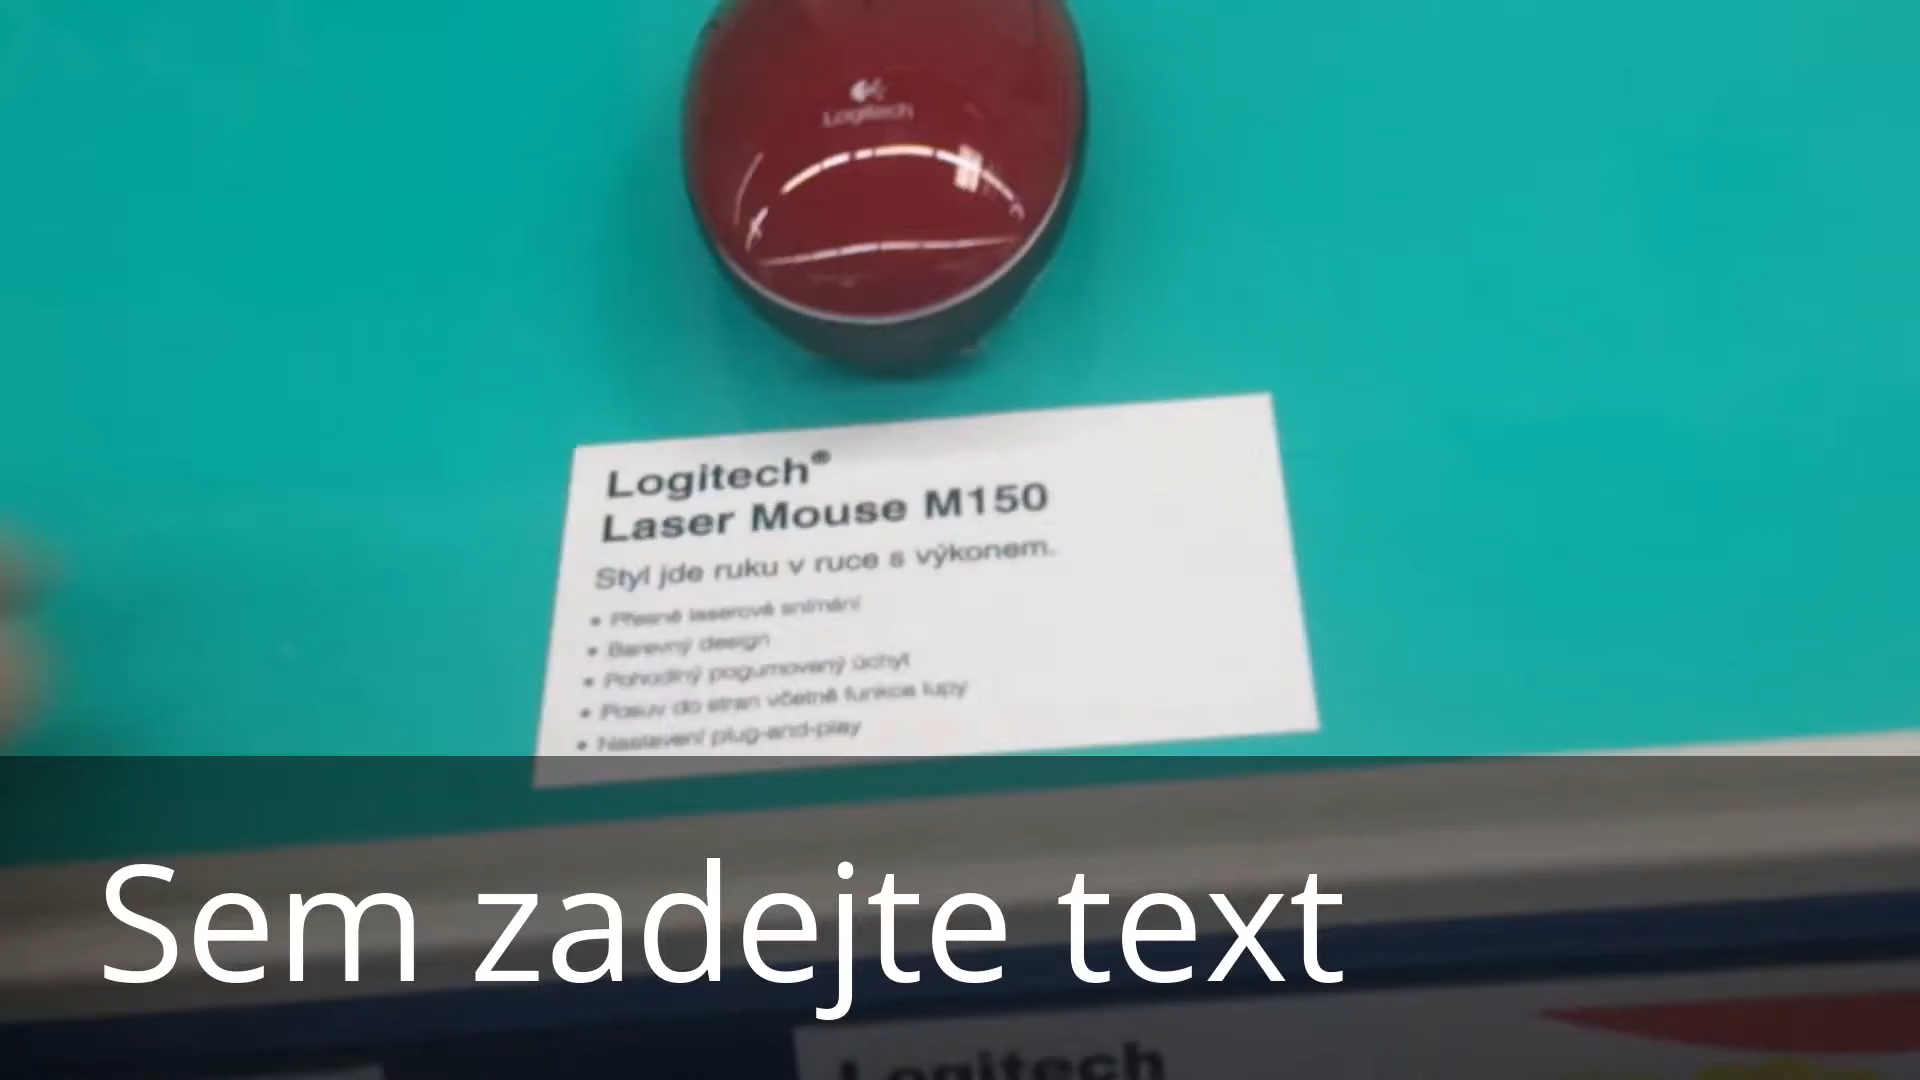 Logitech
Logitech®
Laser Mouse M150
Styl jde ruku v ruce s výkonem.
• Přesné laserové snímání
• Barevný design
• Pohodlný pogumovaný úchyt
• Posuv do stran včetně funkce lupy
• Nastavení plug-and-play
Sem zadejte text
Logitech